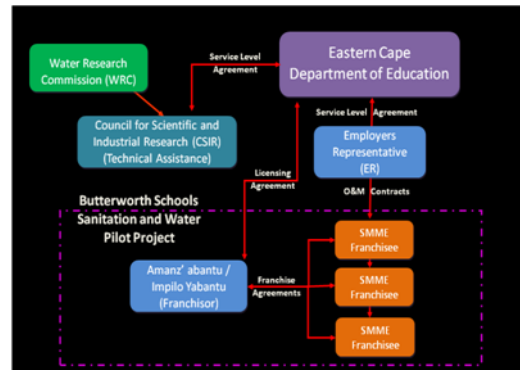 Water Research
Commission (WRC)
Service Level
Agreement
Eastern Cape
Department of Education
Council for Scientific and
Industrial Research (CSIR)
(Technical Assistance)
Service Level Agreement
Employers
Representative
(ER)
Licensing
Agreement
O&M Contracts
Butterworth Schools
Sanitation and Water
Pilot Project
SMME
Franchisee
Amanz' abantu /
Impilo Yabantu
(Franchisor)
Franchise
Agreements
SMME
Franchisee
SMME
Franchisee